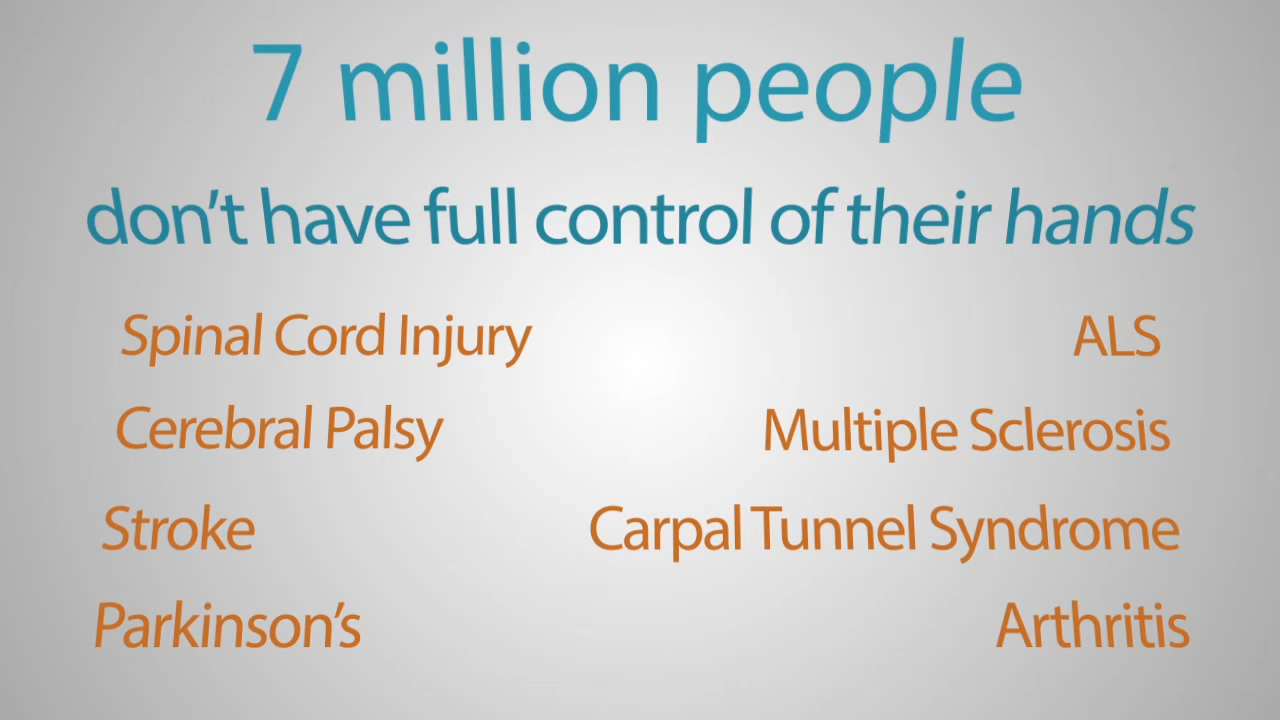 7 million people
don’t have full control of their hands
Spinal Cord Injury
ALS
Cerebral Palsy
Multiple Sclerosis
Stroke
Carpal Tunnel Syndrome
Parkinson’s
Arthritis